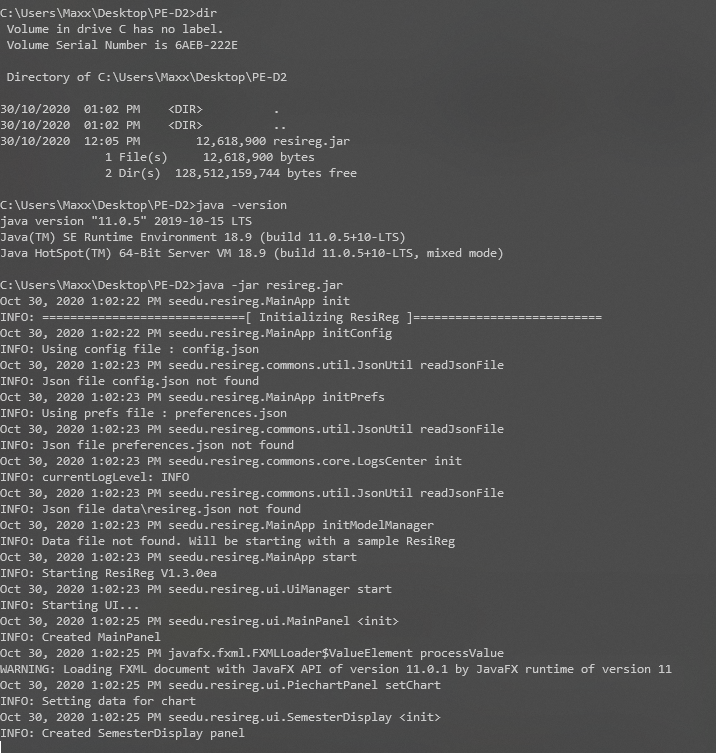 C:\Users\Maxx\Desktop\PE-D2>dir
Volume in drive C has no label.
Volume Serial Number is 6AEB-222E
Directory of C:\Users\Maxx\Desktop\PE-D2
30/10/2020  01:02 PM    <DIR>          .
30/10/2020  01:02 PM    <DIR>          ..
30/10/2020  12:05 PM        12,618,900 resireg.jar
1 File(s)     12,618,900 bytes
2 Dir(s)  128,512,159,744 bytes free
C:\Users\Maxx\Desktop\PE-D2>java -version
java version "11.0.5" 2019-10-15 LTS
Java(TM) SE Runtime Environment 18.9 (build 11.0.5+10-LTS)
Java HotSpot(TM) 64-Bit Server VM 18.9 (build 11.0.5+10-LTS, mixed mode)
C:\Users\Maxx\Desktop\PE-D2>java -jar resireg.jar
Oct 30, 2020 1:02:22 PM seedu.resireg.MainApp init
INFO: =============================[ Initializing ResiReg ]===========================
Oct 30, 2020 1:02:22 PM seedu.resireg.MainApp initConfig
INFO: Using config file : config.json
Oct 30, 2020 1:02:23 PM seedu.resireg.commons.util.JsonUtil readJsonFile
INFO: Json file config.json not found
Oct 30, 2020 1:02:23 PM seedu.resireg.MainApp initPrefs
INFO: Using prefs file : preferences.json
Oct 30, 2020 1:02:23 PM seedu.resireg.commons.util.JsonUtil readJsonFile
INFO: Json file preferences.json not found
Oct 30, 2020 1:02:23 PM seedu.resireg.commons.core.LogsCenter init
INFO: currentLogLevel: INFO
Oct 30, 2020 1:02:23 PM seedu.resireg.commons.util.JsonUtil readJsonFile
INFO: Json file data\resireg.json not found
Oct 30, 2020 1:02:23 PM seedu.resireg.MainApp initModelManager
INFO: Data file not found. Will be starting with a sample ResiReg
Oct 30, 2020 1:02:23 PM seedu.resireg.MainApp start
INFO: Starting ResiReg V1.3.0ea
Oct 30, 2020 1:02:23 PM seedu.resireg.ui.UiManager start
INFO: Starting UI...
Oct 30, 2020 1:02:25 PM seedu.resireg.ui.MainPanel <init>
INFO: Created MainPanel
Oct 30, 2020 1:02:25 PM javafx.fxml.FXMLLoader$ValueElement processValue
WARNING: Loading FXML document with JavaFX API of version 11.0.1 by JavaFX runtime of version 11
Oct 30, 2020 1:02:25 PM seedu.resireg.ui.PiechartPanel setChart
INFO: Setting data for chart
Oct 30, 2020 1:02:25 PM seedu.resireg.ui.SemesterDisplay <init>
INFO: Created SemesterDisplay panel